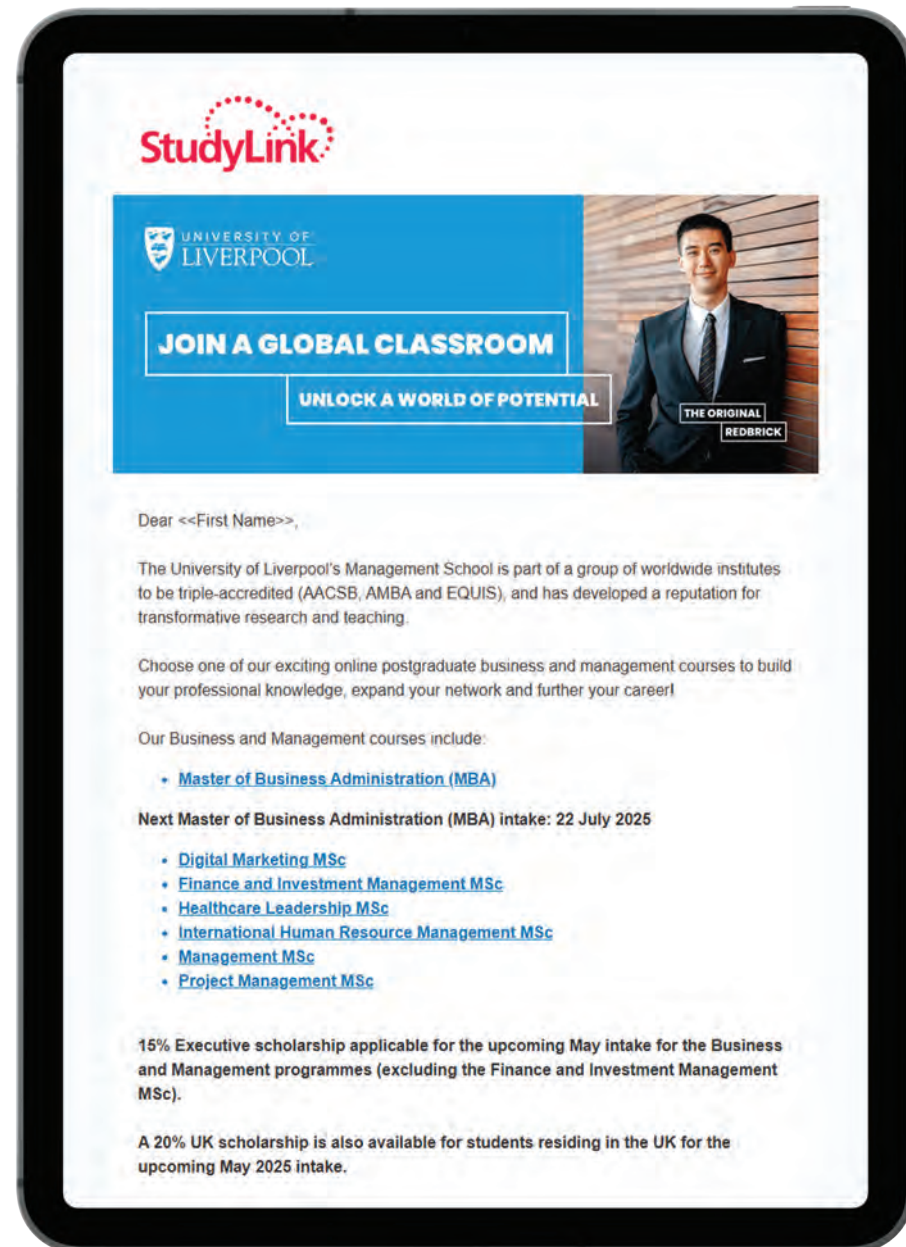 StudyLink
UNIVERSITY OF
LIVERPOOL
JOIN A GLOBAL CLASSROOM
UNLOCK A WORLD OF POTENTIAL
THE ORIGINAL
REDBRICK
Dear <<First Name>>,
The University of Liverpool's Management School is part of a group of worldwide institutes
to be triple-accredited (AACSB, AMBA and EQUIS), and has developed a reputation for
transformative research and teaching.
Choose one of our exciting online postgraduate business and management courses to build
your professional knowledge, expand your network and further your career!
Our Business and Management courses include:
• Master of Business Administration (MBA)
Next Master of Business Administration (MBA) intake: 22 July 2025
• Digital Marketing MSc
• Finance and Investment Management MSc
• Healthcare Leadership MSc
• International Human Resource Management MSc
• Management MSc
• Project Management MSc
15% Executive scholarship applicable for the upcoming May intake for the Business
and Management programmes (excluding the Finance and Investment Management
MSc).
A 20% UK scholarship is also available for students residing in the UK for the
upcoming May 2025 intake.